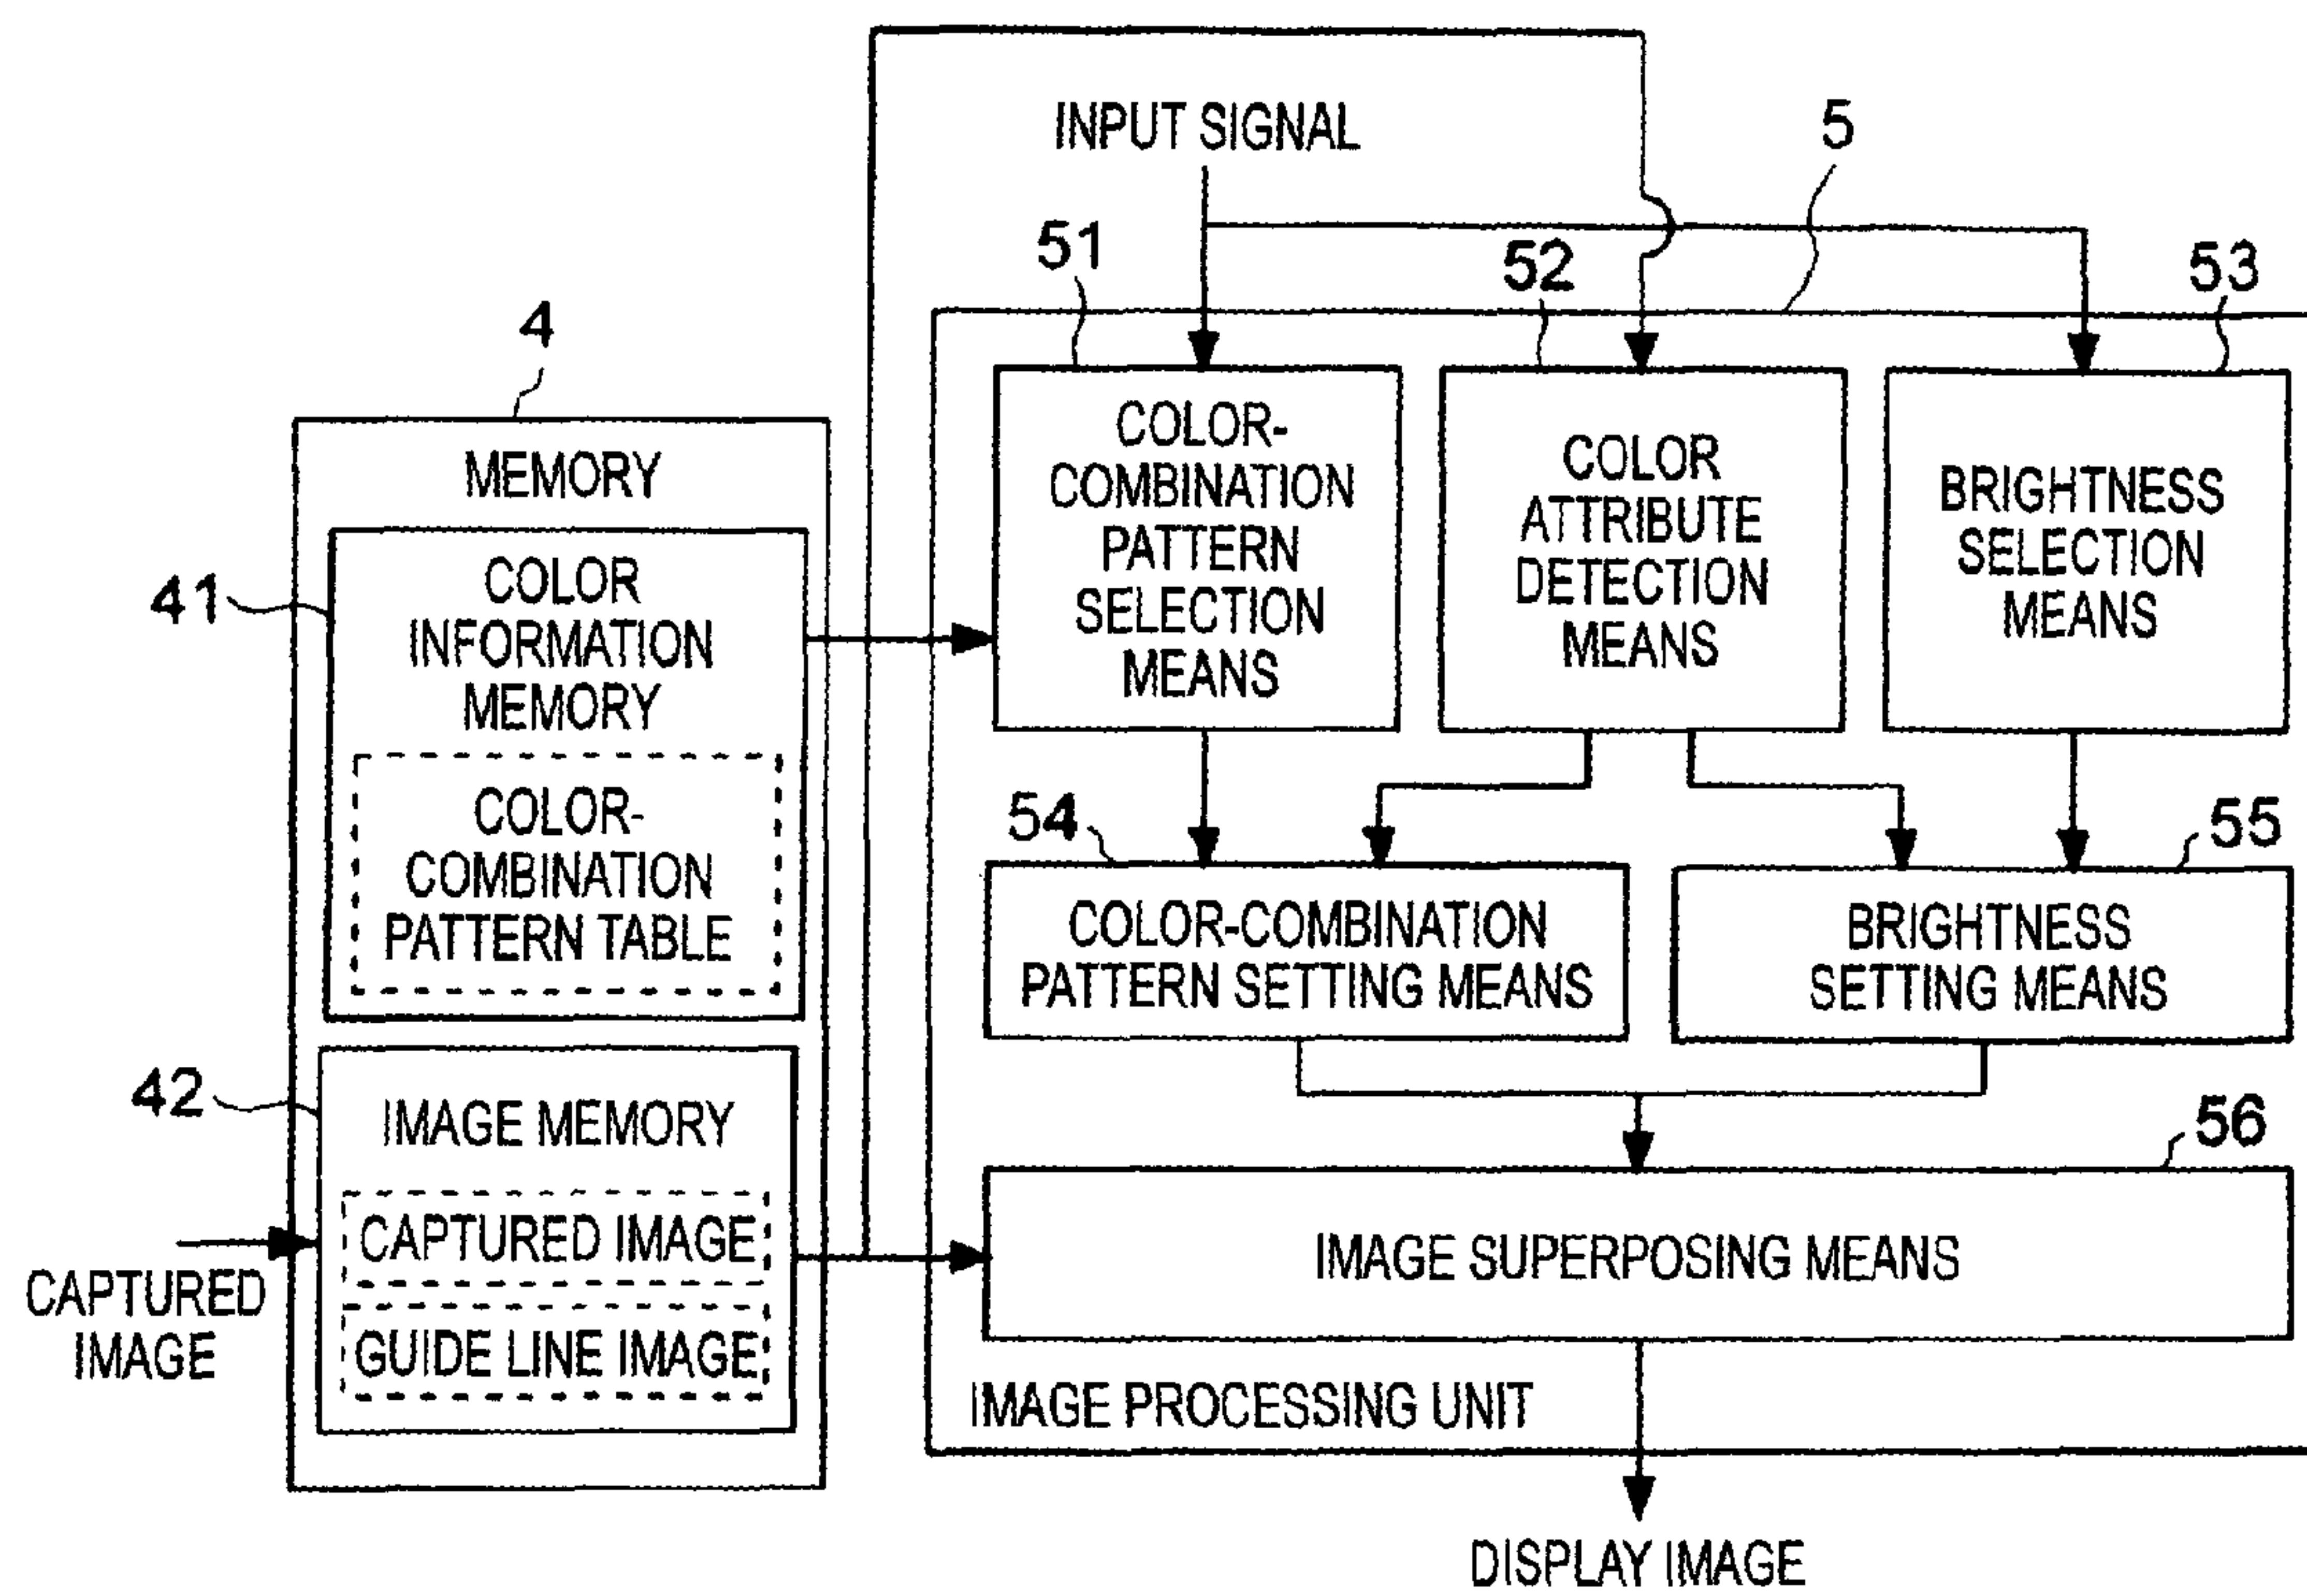 INPUT SIGNAL
5
51
52
53
4
MEMORY
41
COLOR
INFORMATION
MEMORY
COLOR-
COMBINATION
PATTERN TABLE
42
IMAGE MEMORY
CAPTURED IMAGE
GUIDE LINE IMAGE
CAPTURED
IMAGE
COLOR-
COMBINATION
PATTERN
SELECTION
MEANS
COLOR
ATTRIBUTE
DETECTION
MEANS
BRIGHTNESS
SELECTION
MEANS
54
COLOR-COMBINATION
PATTERN SETTING MEANS
55
BRIGHTNESS
SETTING MEANS
56
IMAGE SUPERPOSING MEANS
IMAGE PROCESSING UNIT
DISPLAY IMAGE